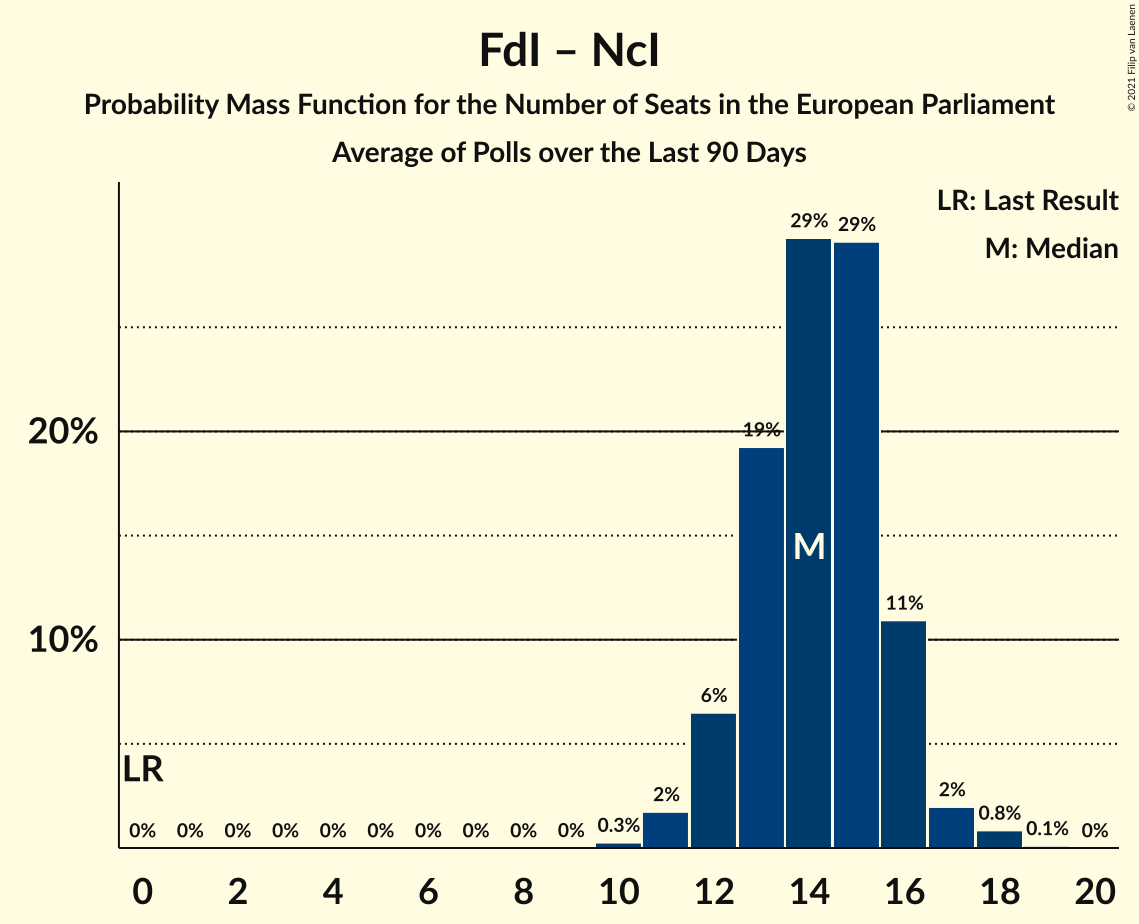 FdI – NcI
Probability Mass Function for the Number of Seats in the European Parliament
Average of Polls over the Last 90 Days
© 2021 Filip van Laenen
LR: Last Result
M: Median
29% 29%
20%
19%
M
11%
10%
6%
LR
2% 2%
0% 0% 0% 0% 0% 0% 0% 0% 0% 0% 0.3% 0.8% 0.1% 0%
0 2 4 6 8 10 12 14 16 18 20